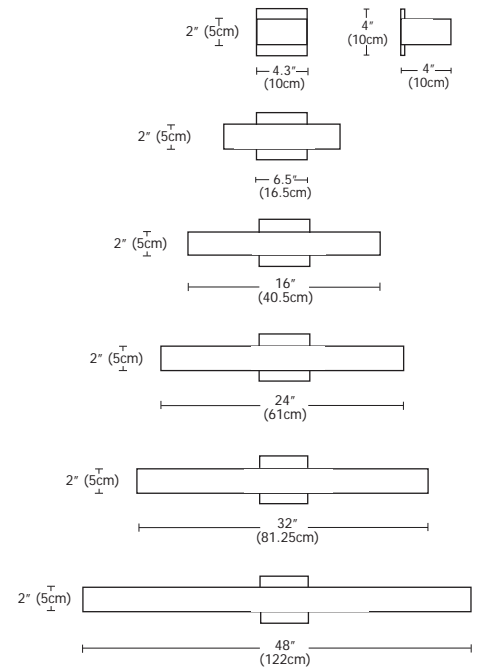 2″ (5cm)
4″
(10cm)
4.3″
(10cm)
4″
(10cm)
2″ (5cm)
6.5″
(16.5cm)
2″ (5cm)
16″
(40.5cm)
2″ (5cm)
24″
(61cm)
2″ (5cm)
32″
(81.25cm)
2″ (5cm)
48″
(122cm)